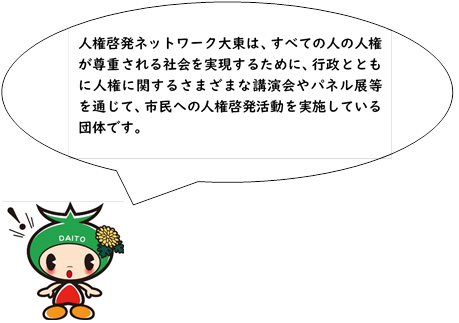 人権啓発ネットワーク大東は、すべての人の人権
が尊重される社会を実現するために、行政ととも
に人権に関するさまざまな講演会やパネル展等
を通じて、市民への人権啓発活動を実施している
団体です。
!
DAITO